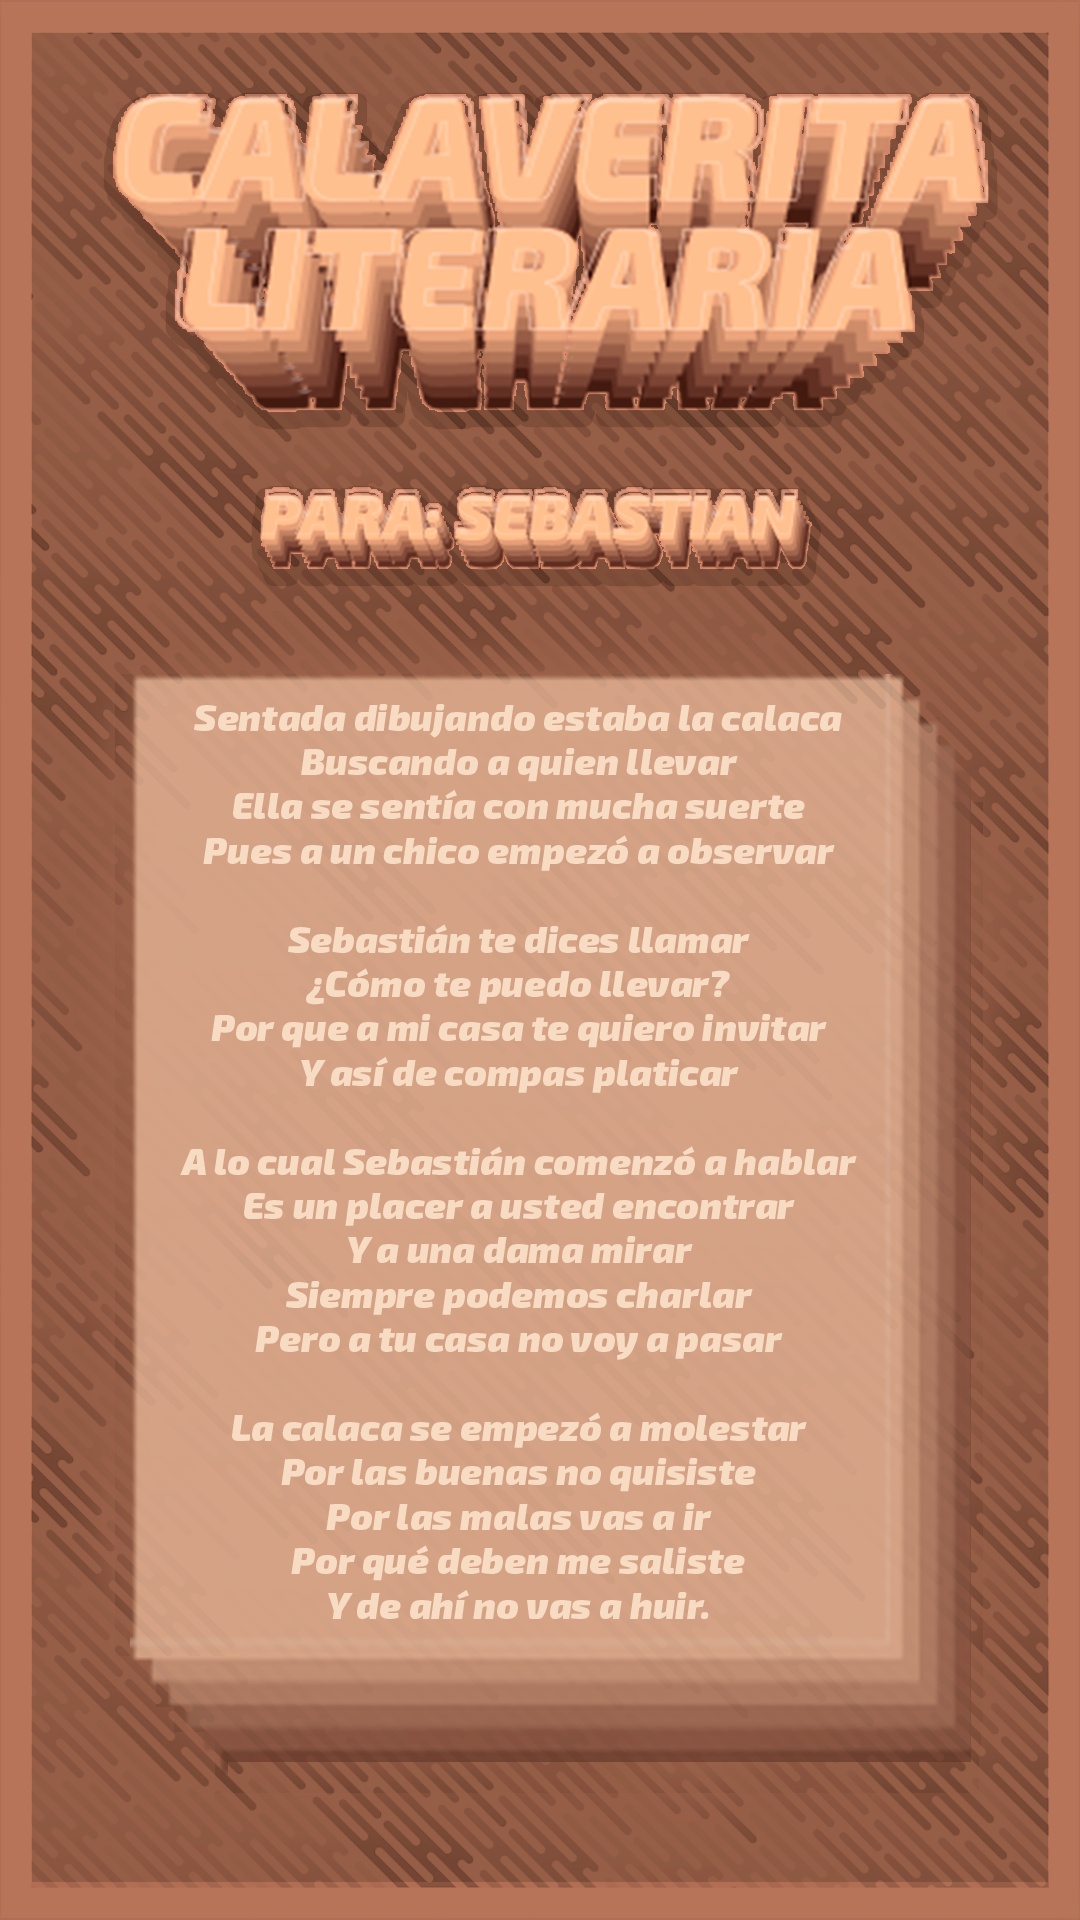 CALAVERITA
LITERARIA
PARA: SEBASTIAN
Sentada dibujando estaba la calaca
Buscando a quien llevar
Ella se sentía con mucha suerte
Pues a un chico empezó a observar
Sebastián te dices llamar
¿Cómo te puedo llevar?
Por que a mi casa te quiero invitar
Y así de compas platicar
A lo cual Sebastián comenzó a hablar
Es un placer a usted encontrar
Y a una dama mirar
Siempre podemos charlar
Pero a tu casa no voy a pasar
La calaca se empezó a molestar
Por las buenas no quisiste
Por las malas vas a ir
Por qué deben me saliste
Y de ahí no vas a huir.